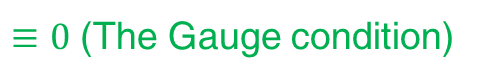 ≡ 0 (The Gauge condition)